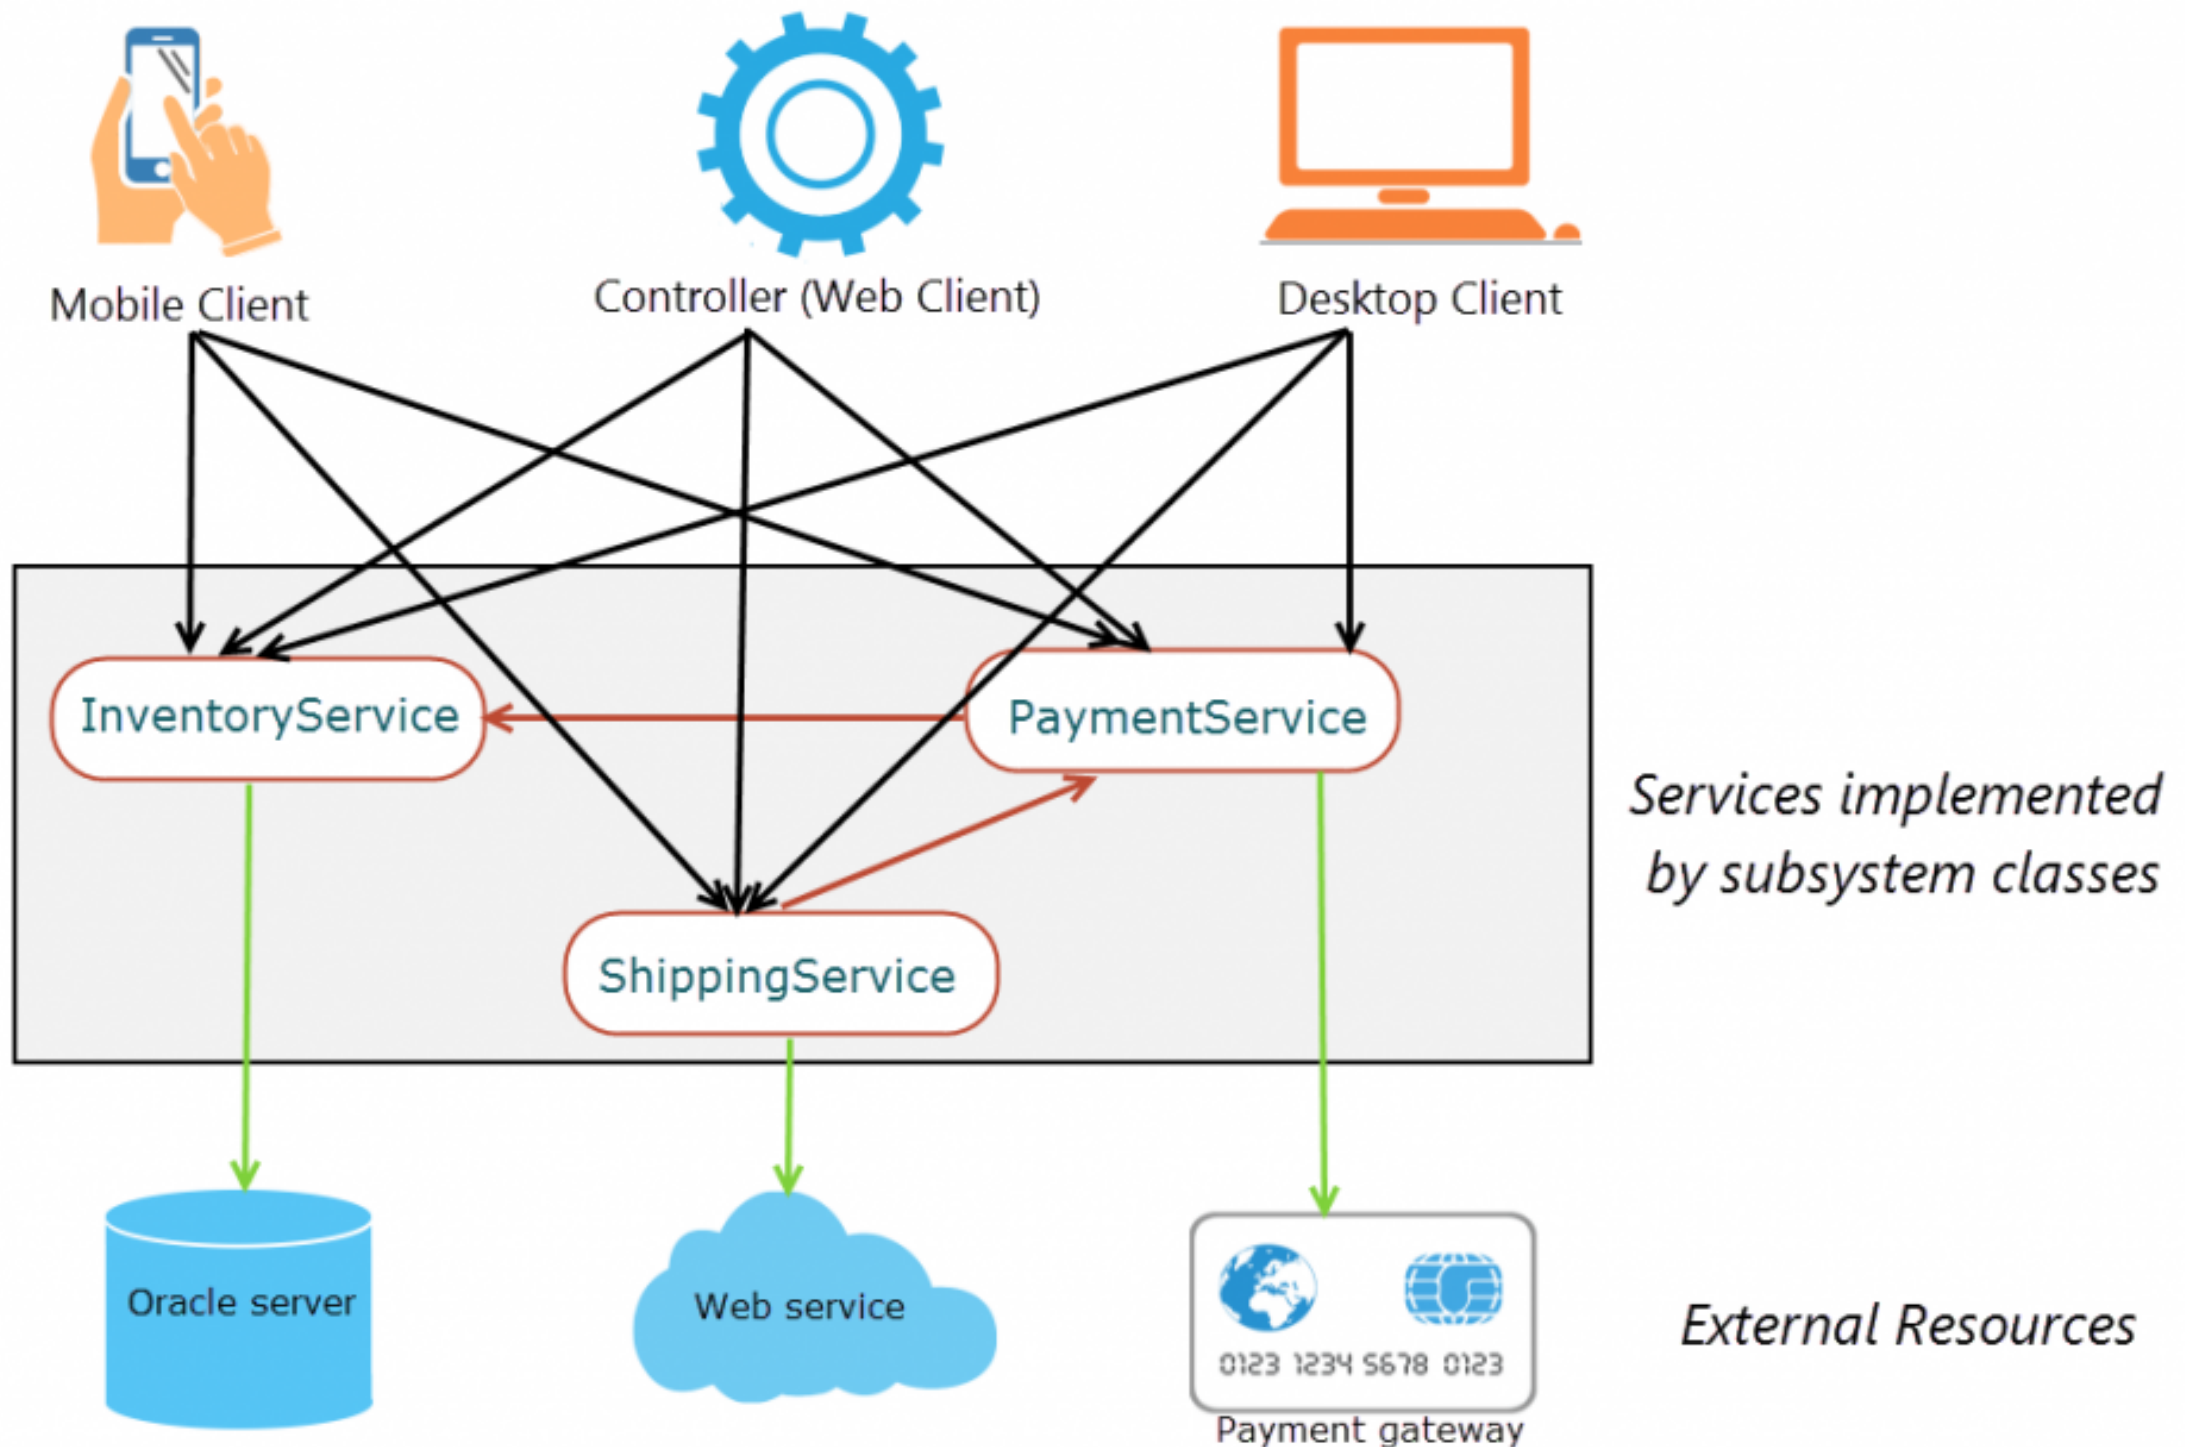 Mobile Client
Controller (Web Client)
Desktop Client
InventoryService
PaymentService
Services implemented
by subsystem classes
ShippingService
Oracle server
Web service
0123 1234 5678 0123
Payment gateway
External Resources